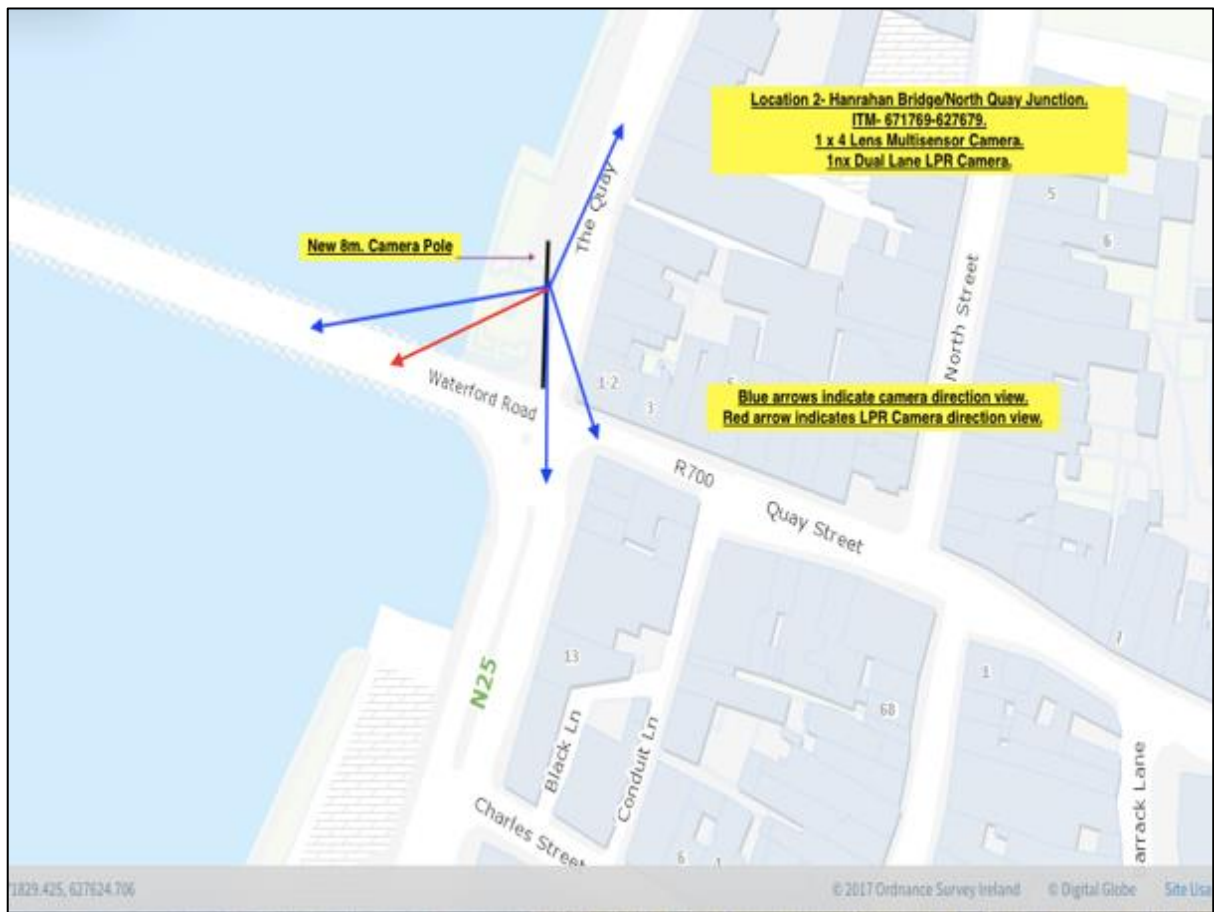 Location 2- Hanrahan Bridge/North Quay Junction.
ITM- 671769-627679.
1 x 4 Lens Multisensor Camera.
1nx Dual Lane LPR Camera.
The Quay
5
6
New 8m. Camera Pole
North Street
Waterford Road
1 2
3
Blue arrows indicate camera direction view.
Red arrow indicates LPR Camera direction view.
R700
Quay Street
N25
13
1
68
Black Ln
Conduit Ln
Charles Street
arrack Lane
6
1829.425, 627624.706
© 2017 Ordnance Survey Ireland
© Digital Globe
Site Usa